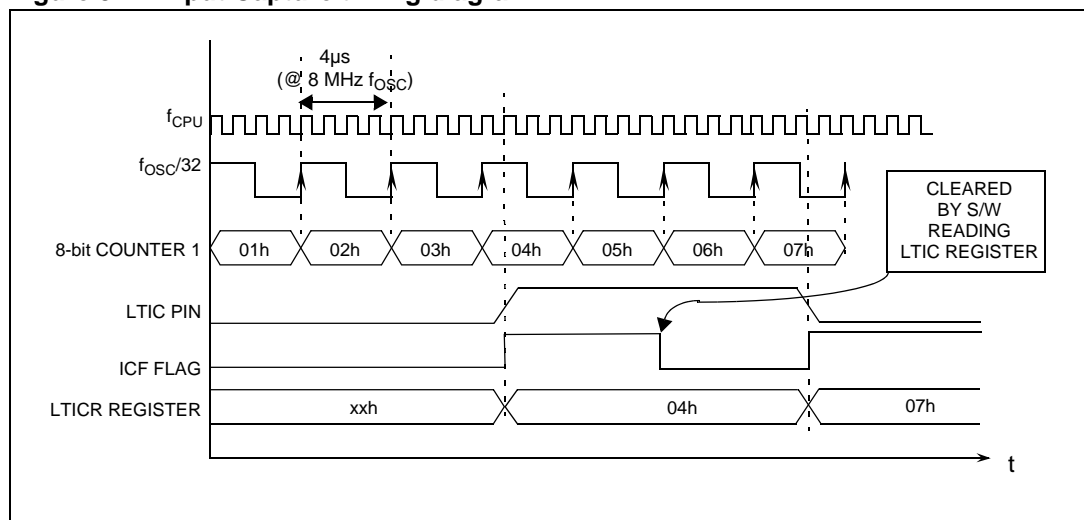 4µs
(@ 8 MHz fOSC)
fCPU
fOSC/32
CLEARED
BY S/W
READING
LTIC REGISTER
8-bit COUNTER 1
01h
02h
03h
04h
05h
06h
07h
LTIC PIN
ICF FLAG
LTICR REGISTER
xxh
04h
07h
t